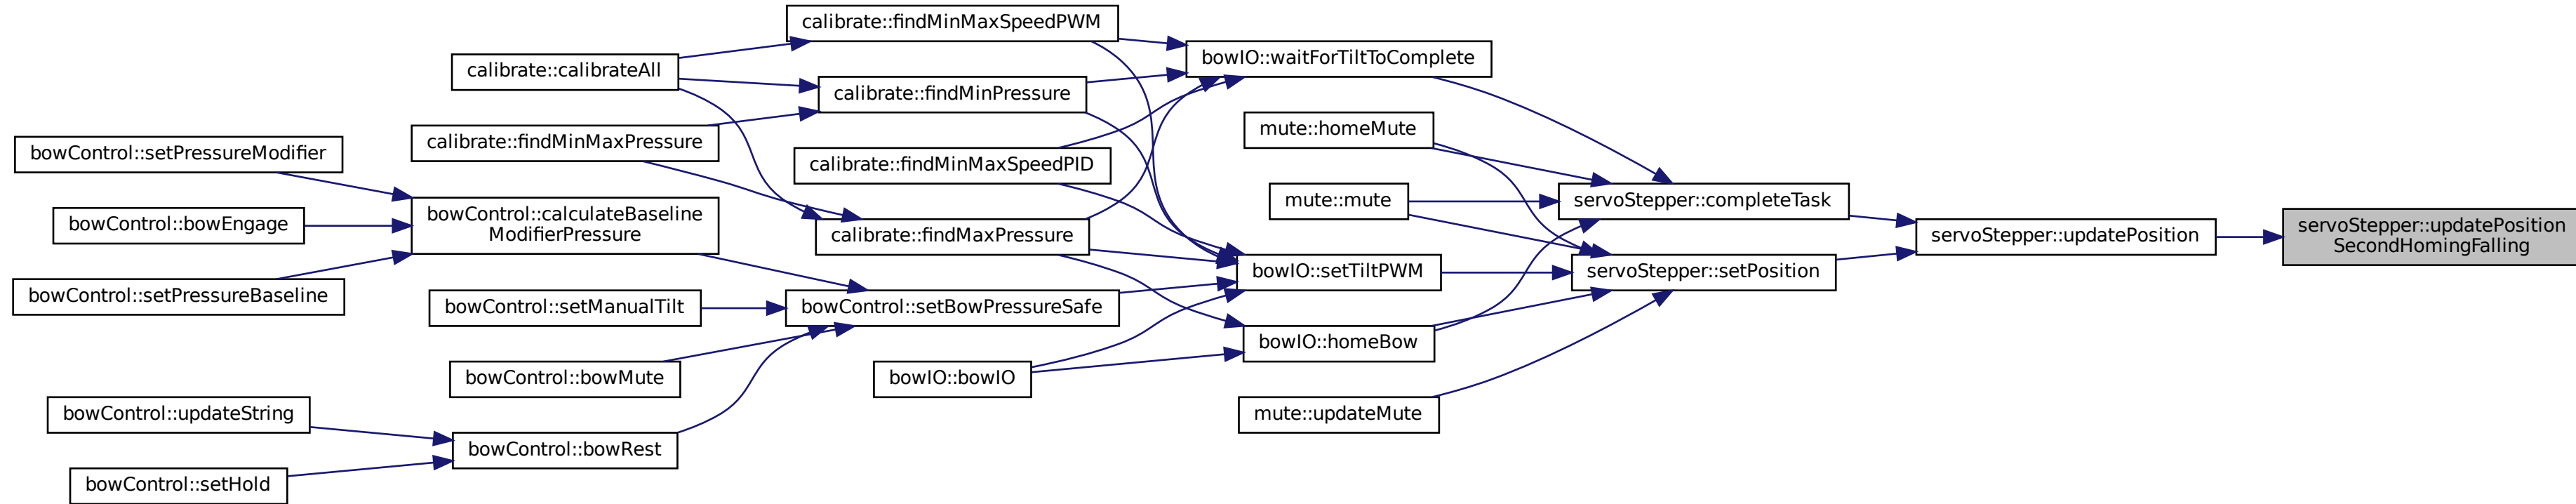 calibrate::findMinMaxSpeedPWM
calibrate::calibrateAll
bowIO::waitForTiltToComplete
calibrate::findMinPressure
mute::homeMute
calibrate::findMinMaxPressure
bowControl::setPressureModifier
calibrate::findMinMaxSpeedPID
mute::mute
servoStepper::completeTask
bowControl::calculateBaseline
ModifierPressure
bowControl::bowEngage
calibrate::findMaxPressure
servoStepper::updatePosition
servoStepper::updatePosition
SecondHomingFalling
bowIO::setTiltPWM
servoStepper::setPosition
bowControl::setPressureBaseline
bowControl::setManualTilt
bowControl::setBowPressureSafe
bowIO::homeBow
bowControl::bowMute
bowIO::bowIO
bowControl::updateString
mute::updateMute
bowControl::bowRest
bowControl::setHold